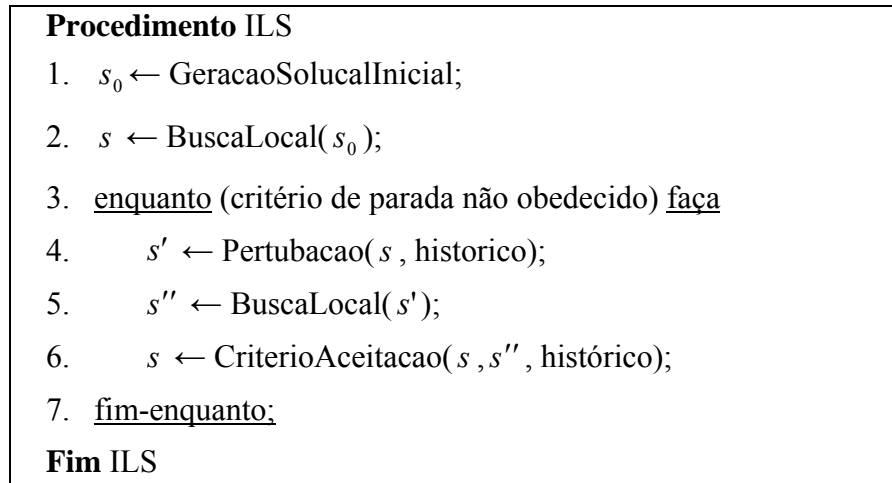 Procedimento ILS
1. s₀ ← GeracaoSolucalInicial;
2. s ← BuscaLocal(s₀);
3. enquanto (critério de parada não obedecido) faça
4. s′ ← Pertubacao(s , historico);
5. s″ ← BuscaLocal(s');
6. s ← CriterioAceitacao(s ,s″ , histórico);
7. fim-enquanto;
Fim ILS